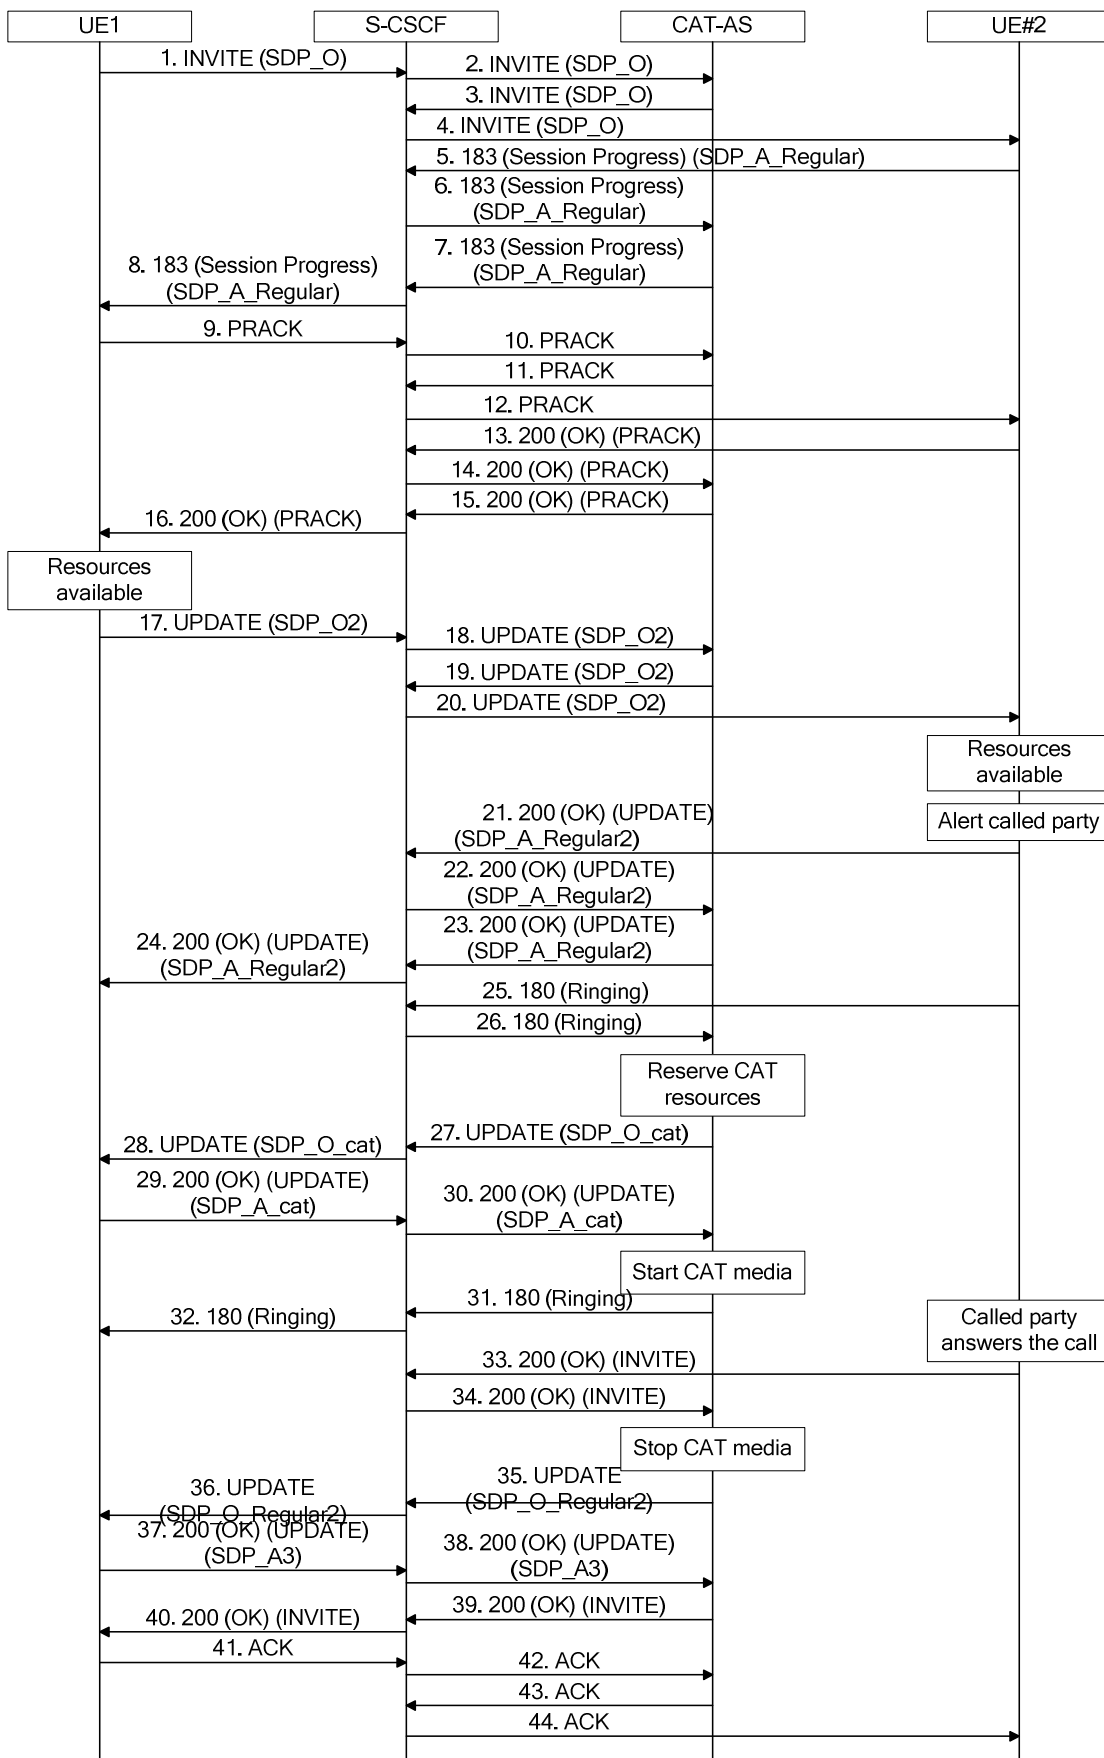 UE1
S-CSCF
CAT-AS
UE#2
1. INVITE (SDP_O)
2. INVITE (SDP_O)
3. INVITE (SDP_O)
4. INVITE (SDP_O)
5. 183 (Session Progress) (SDP_A_Regular)
6. 183 (Session Progress)
(SDP_A_Regular)
7. 183 (Session Progress)
(SDP_A_Regular)
8. 183 (Session Progress)
(SDP_A_Regular)
9. PRACK
10. PRACK
11. PRACK
12. PRACK
13. 200 (OK) (PRACK)
14. 200 (OK) (PRACK)
15. 200 (OK) (PRACK)
16. 200 (OK) (PRACK)
Resources
available
17. UPDATE (SDP_O2)
18. UPDATE (SDP_O2)
19. UPDATE (SDP_O2)
20. UPDATE (SDP_O2)
Resources
available
Alert called party
21. 200 (OK) (UPDATE)
(SDP_A_Regular2)
22. 200 (OK) (UPDATE)
(SDP_A_Regular2)
23. 200 (OK) (UPDATE)
(SDP_A_Regular2)
24. 200 (OK) (UPDATE)
(SDP_A_Regular2)
25. 180 (Ringing)
26. 180 (Ringing)
Reserve CAT
resources
27. UPDATE (SDP_O_cat)
28. UPDATE (SDP_O_cat)
29. 200 (OK) (UPDATE)
(SDP_A_cat)
30. 200 (OK) (UPDATE)
(SDP_A_cat)
Start CAT media
31. 180 (Ringing)
32. 180 (Ringing)
Called party
answers the call
33. 200 (OK) (INVITE)
34. 200 (OK) (INVITE)
Stop CAT media
35. UPDATE
(SDP_O_Regular2)
36. UPDATE
(SDP_O_Regular2)
37. 200 (OK) (UPDATE)
(SDP_A3)
38. 200 (OK) (UPDATE)
(SDP_A3)
39. 200 (OK) (INVITE)
40. 200 (OK) (INVITE)
41. ACK
42. ACK
43. ACK
44. ACK